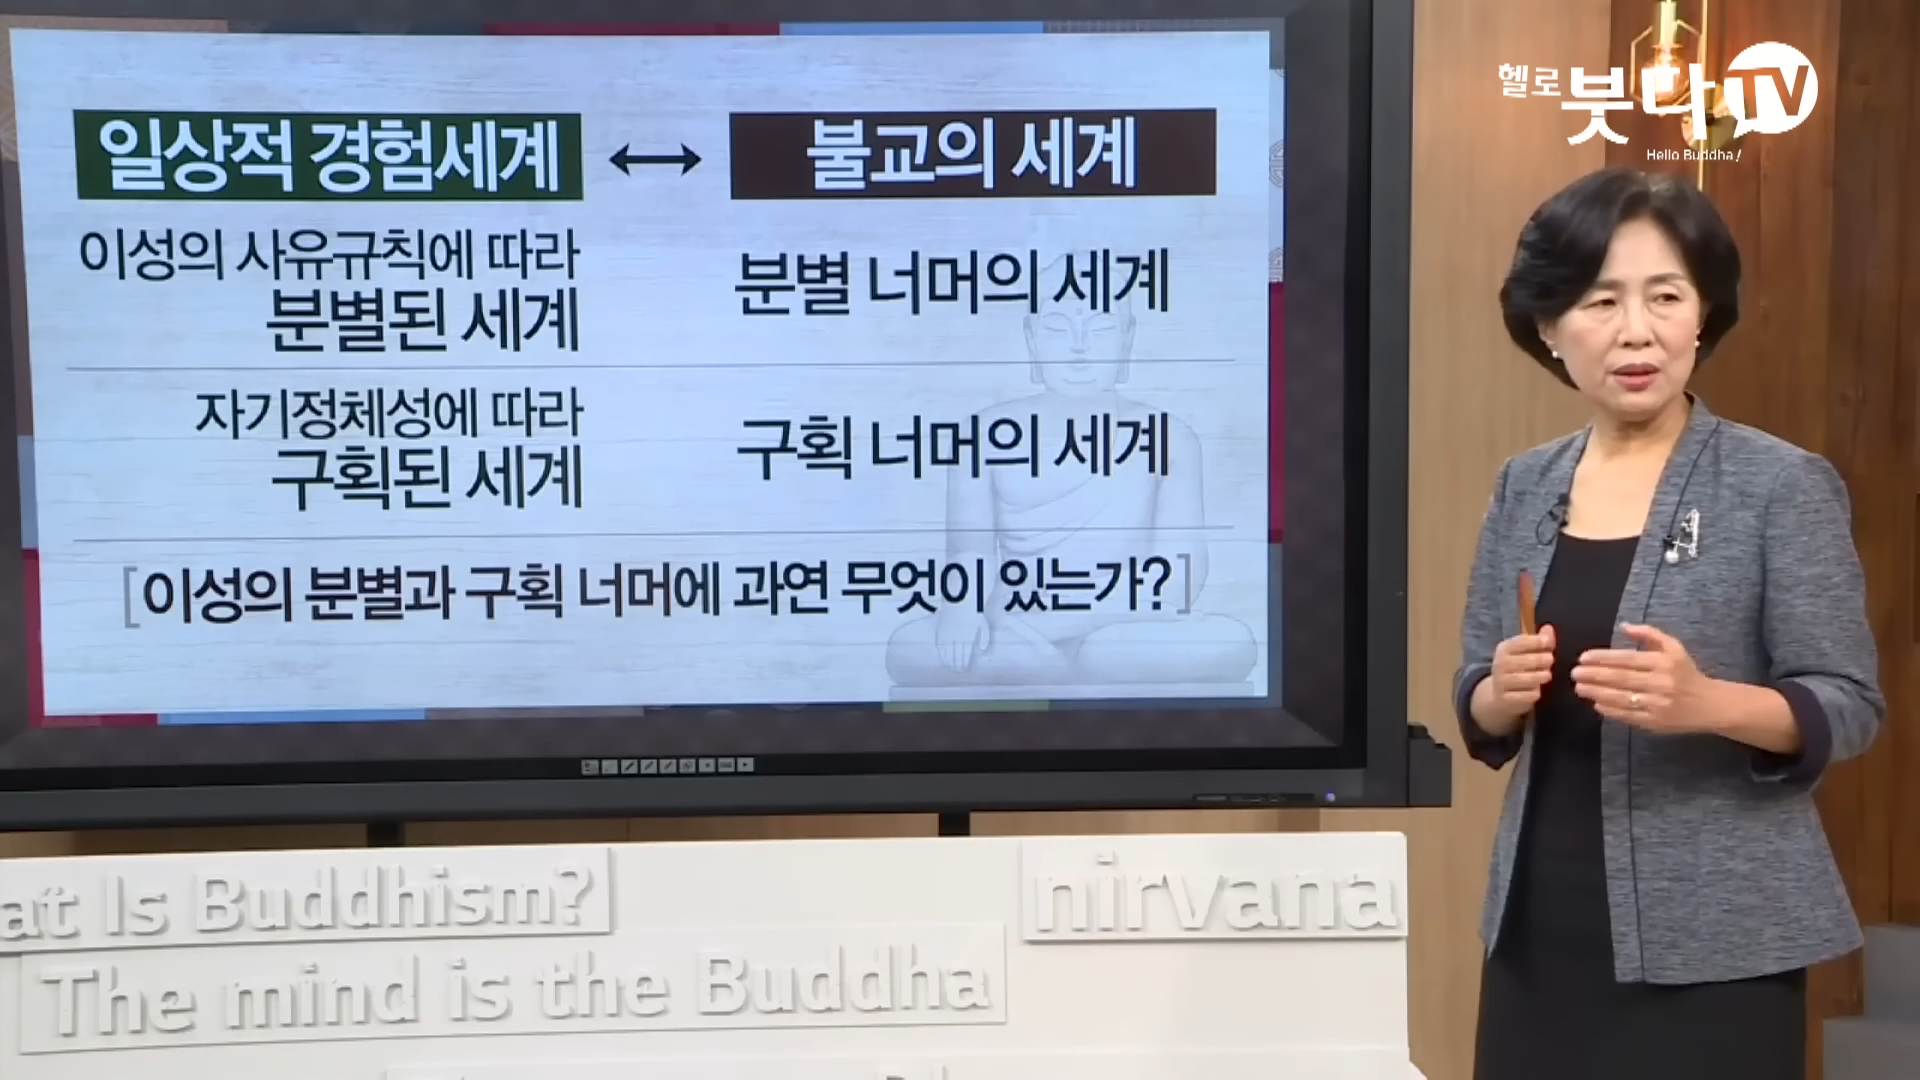 일상적 경험세계 ↔ 불교의 세계
이성의 사유규칙에 따라
분별된 세계
분별 너머의 세계
자기정체성에 따라
구획된 세계
구획 너머의 세계
[이성의 분별과 구획 너머에 과연 무엇이 있는가?]
헬로 붓다 TV
Hello Buddha!
at Is Buddhism?
nirvana
The mind is the Buddha